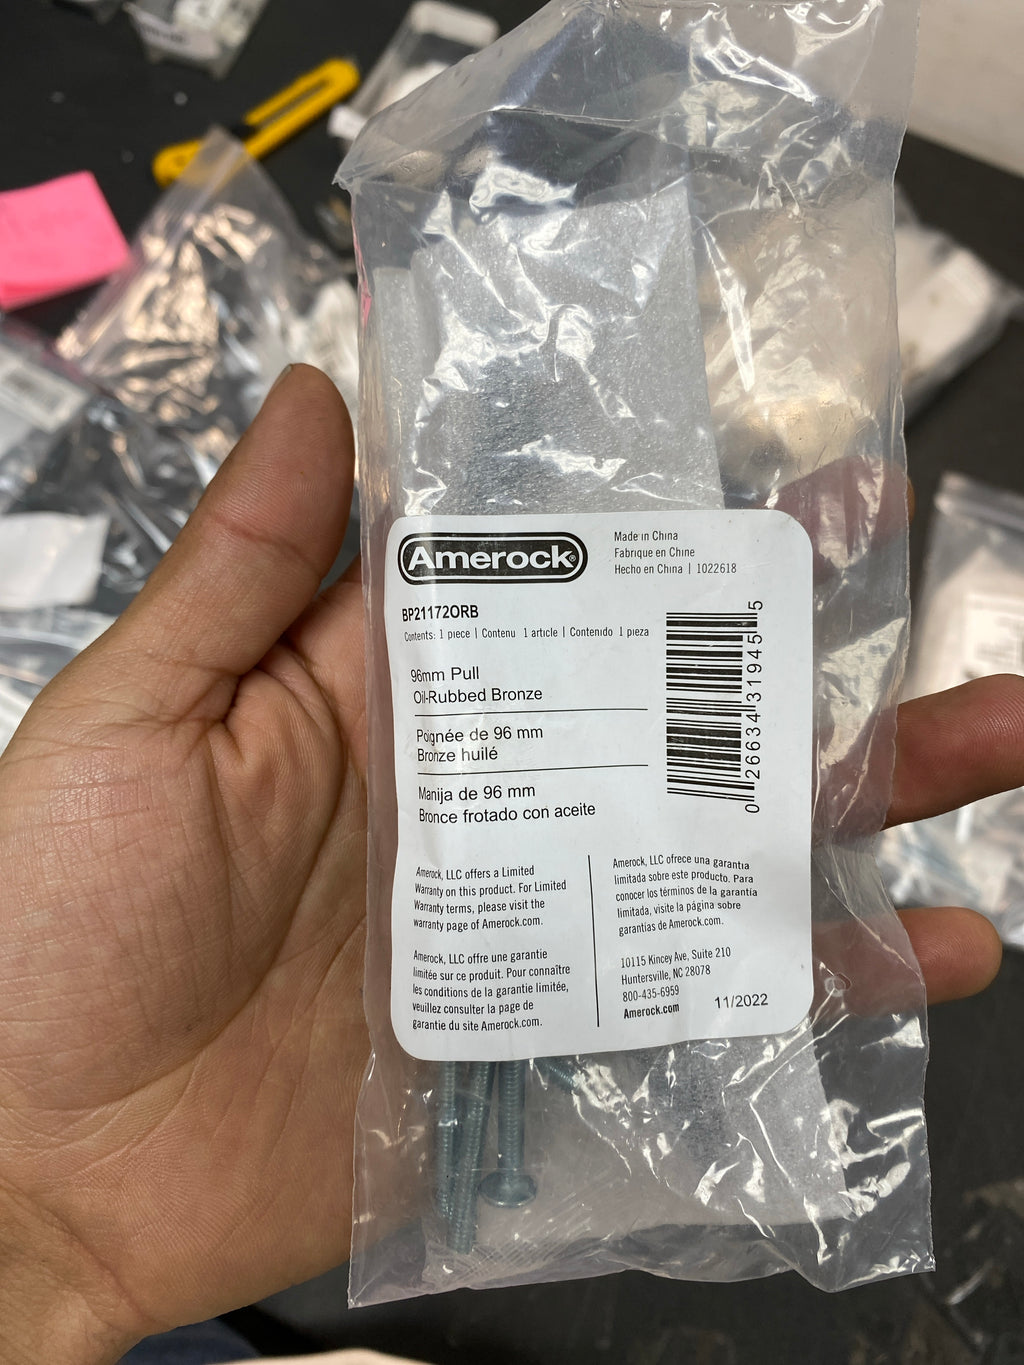 Amerock®
Made in China
Fabriqué en Chine
Hecho en China | 1022618
BP21172ORB
Contents: 1 piece | Contenu 1 article | Contenido 1 pieza
96mm Pull
Oil-Rubbed Bronze
Poignée de 96 mm
Bronze huilé
Manija de 96 mm
Bronce frotado con aceite
0 26634 31945 5
Amerock, LLC offers a Limited
Warranty on this product. For Limited
Warranty terms, please visit the
warranty page of Amerock.com.
Amerock, LLC offre une garantie
limitée sur ce produit. Pour connaître
les conditions de la garantie limitée,
veuillez consulter la page de
garantie du site Amerock.com.
Amerock, LLC ofrece una garantía
limitada sobre este producto. Para
conocer los términos de la garantía
limitada, visite la página sobre
garantías de Amerock.com.
10115 Kincey Ave, Suite 210
Huntersville, NC 28078
800-435-6959
Amerock.com
11/2022